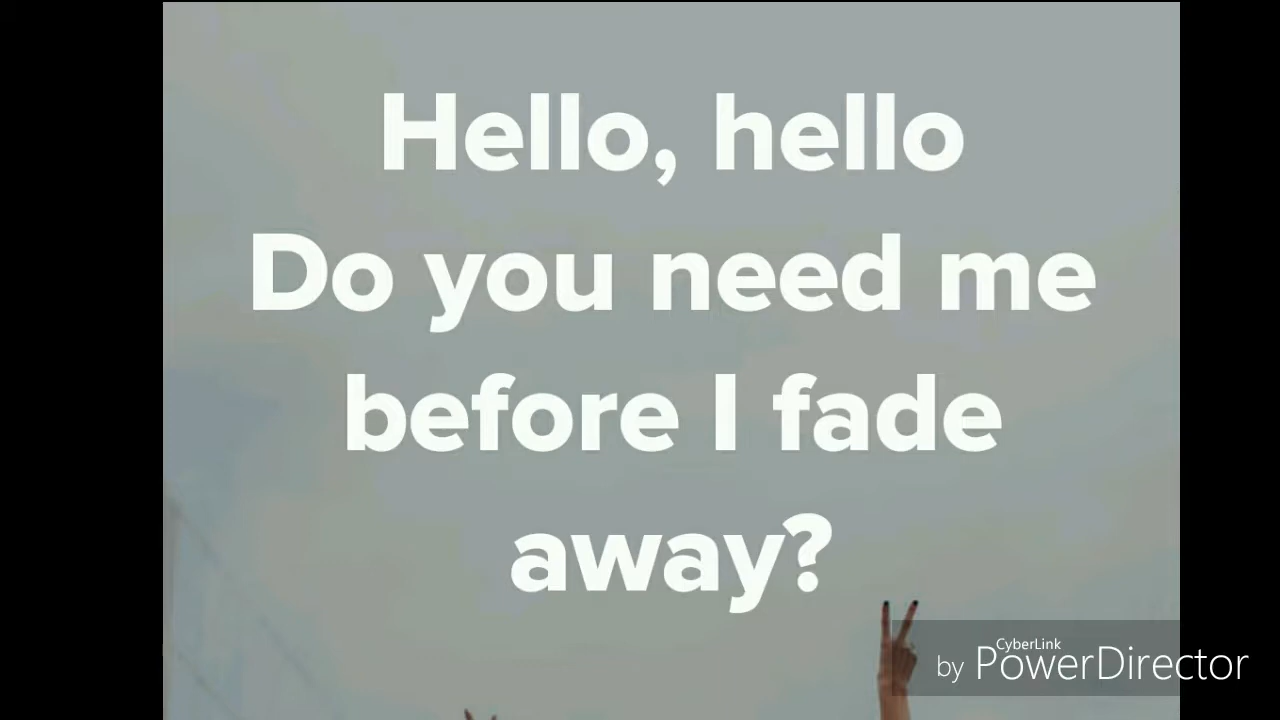 Hello, hello
Do you need me
before I fade
away?
CyberLink
by PowerDirector